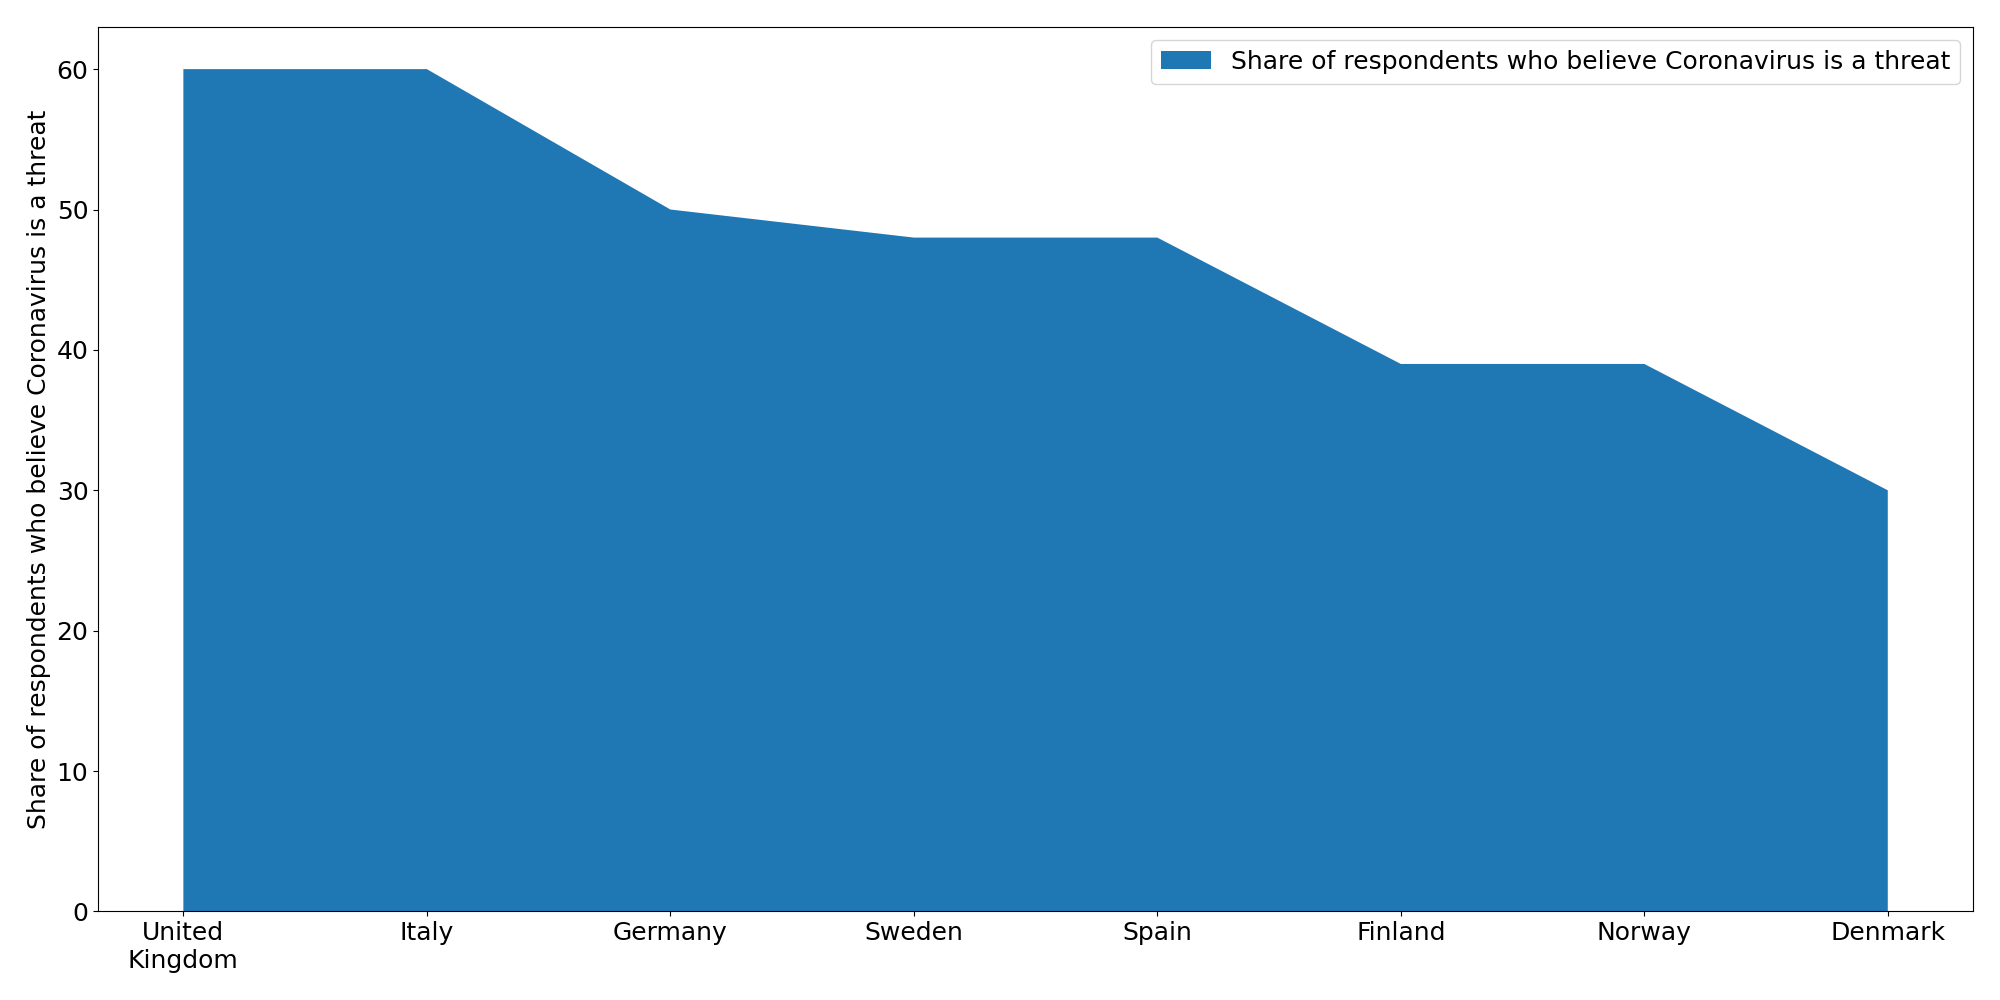 Share of respondents who believe Coronavirus is a threat
Share of respondents who believe Coronavirus is a threat
60
50
40
30
20
10
0
United
Kingdom
Italy
Germany
Sweden
Spain
Finland
Norway
Denmark